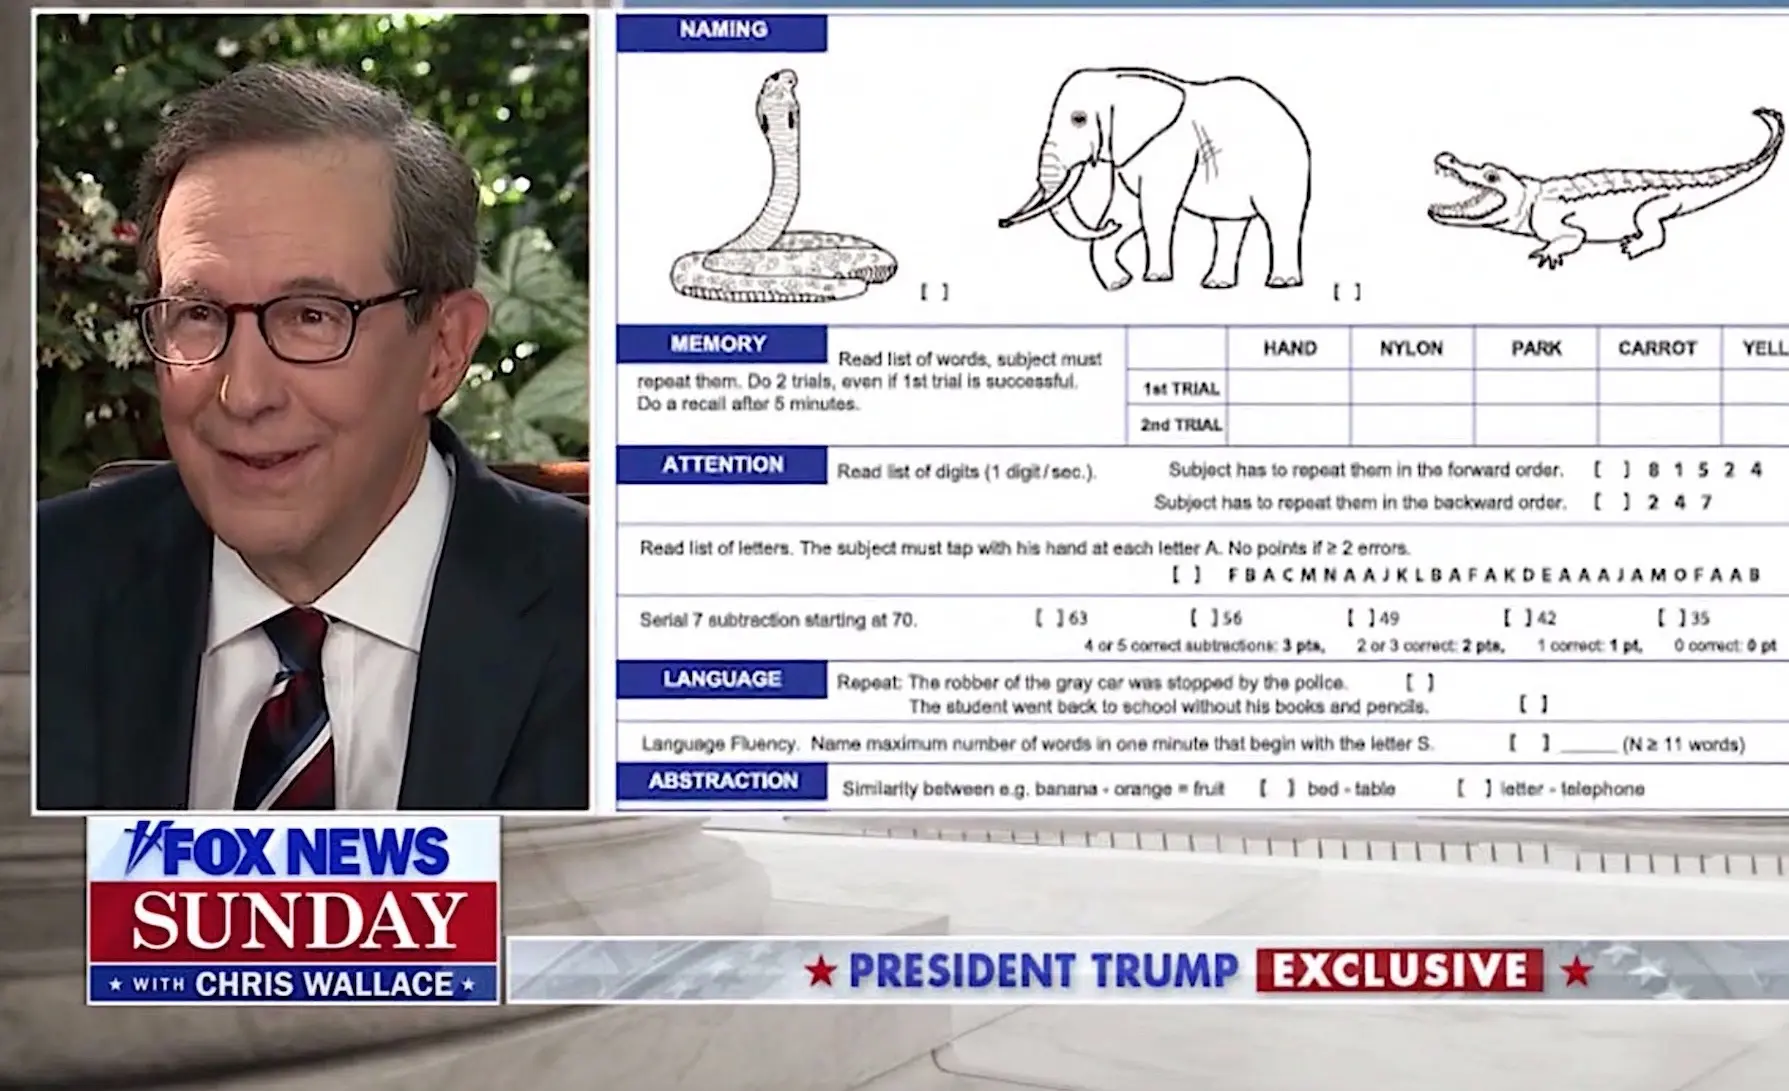 NAMING
[ ] [ ]
MEMORY
Read list of words, subject must
repeat them. Do 2 trials, even if 1st trial is successful.
Do a recall after 5 minutes.
HAND NYLON PARK CARROT YELL
1st TRIAL
2nd TRIAL
ATTENTION
Read list of digits (1 digit/sec.). Subject has to repeat them in the forward order. [ ] 8 1 5 2 4
Subject has to repeat them in the backward order. [ ] 2 4 7
Read list of letters. The subject must tap with his hand at each letter A. No points if ≥ 2 errors.
[ ] F B A C M N A A J K L B A F A K D E A A A J A M O F A A B
Serial 7 subtraction starting at 70. [ ] 63 [ ] 56 [ ] 49 [ ] 42 [ ] 35
4 or 5 correct subtractions: 3 pts, 2 or 3 correct: 2 pts, 1 correct: 1 pt, 0 correct: 0 pt
LANGUAGE
Repeat: The robber of the gray car was stopped by the police. [ ]
The student went back to school without his books and pencils. [ ]
Language Fluency. Name maximum number of words in one minute that begin with the letter S. [ ] _____ (N ≥ 11 words)
ABSTRACTION
Similarity between e.g. banana - orange = fruit [ ] bed - table [ ] letter - telephone
FOX NEWS
SUNDAY
WITH CHRIS WALLACE
PRESIDENT TRUMP EXCLUSIVE